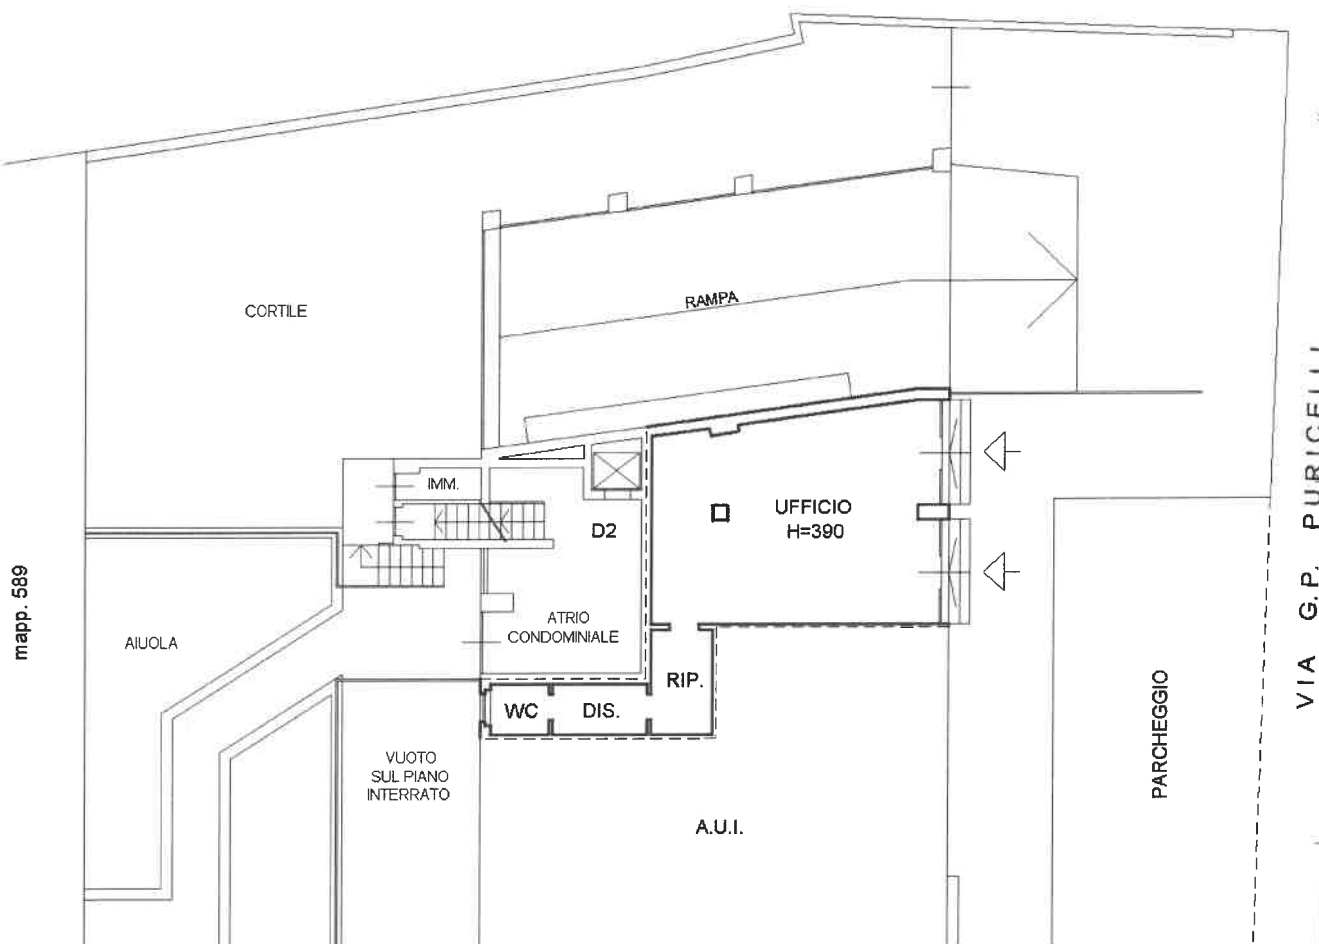 CORTILE
RAMPA
IMM.
UFFICIO
H=390
D2
ATRIO
CONDOMINIALE
AIUOLA
mapp. 589
RIP.
WC
DIS.
VUOTO
SUL PIANO
INTERRATO
A.U.I.
PARCHEGGIO
VIA G.P. PURICELLI